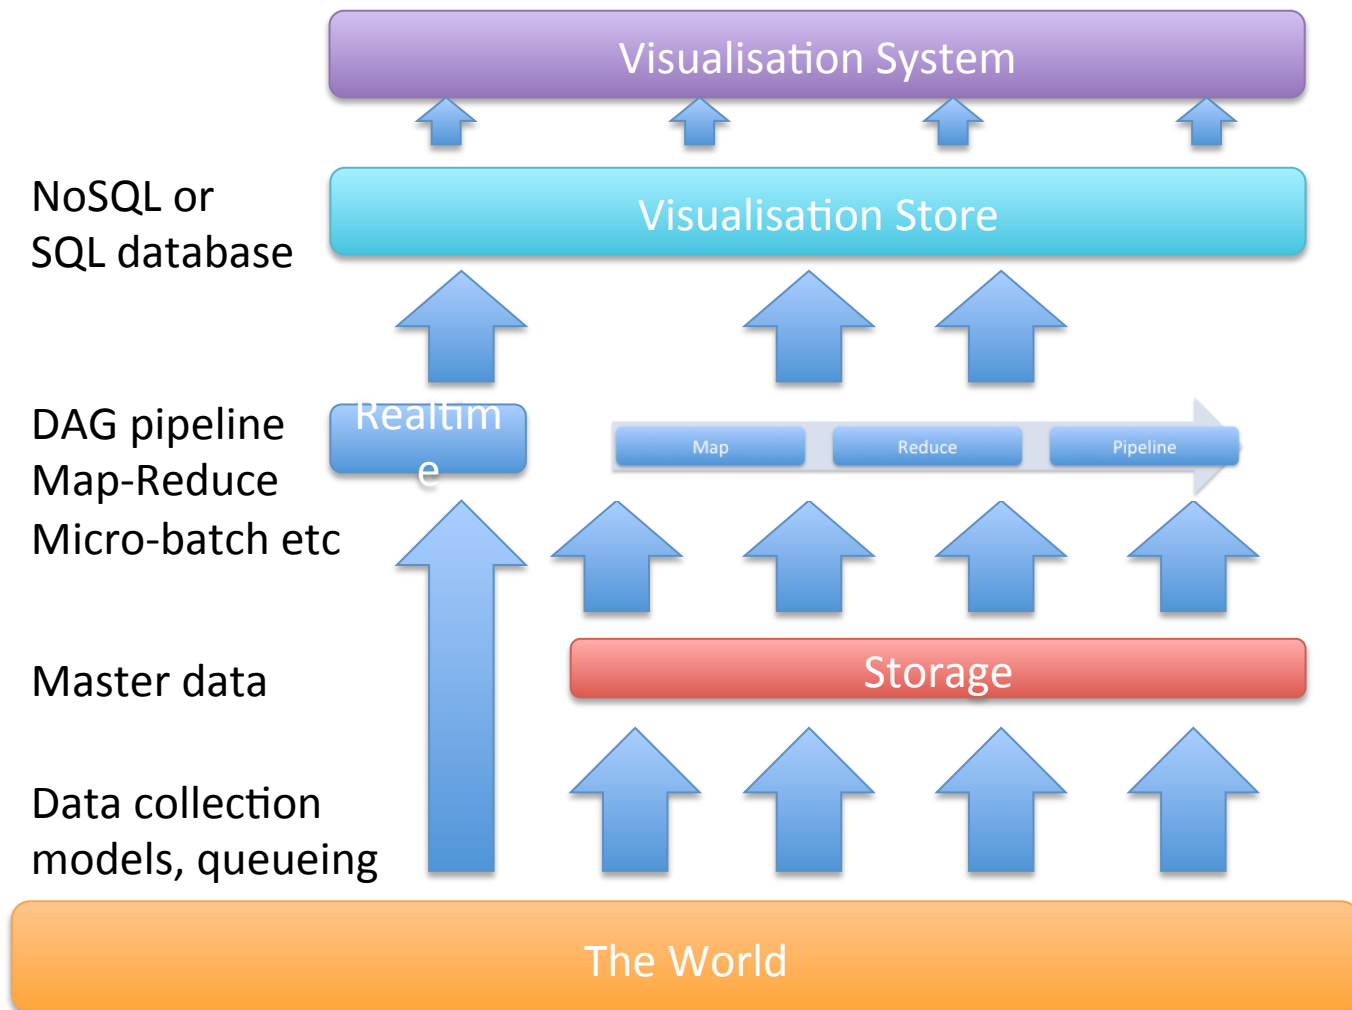 Visualisation System
NoSQL or
SQL database
Visualisation Store
DAG pipeline
Map-Reduce
Micro-batch etc
Realtim
e
Map
Reduce
Pipeline
Master data
Storage
Data collection
models, queueing
The World